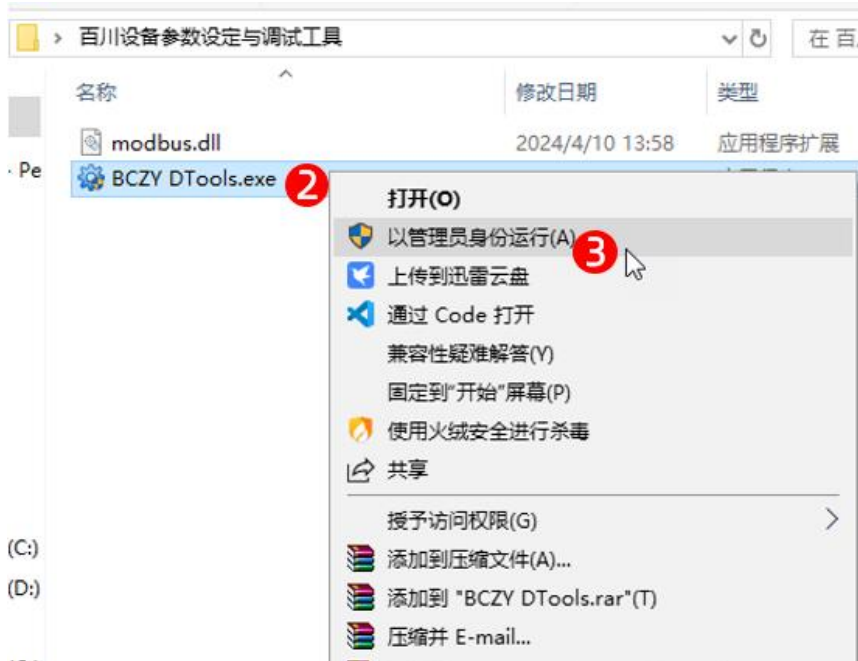 百川设备参数设定与调试工具
在 百
名称 修改日期 类型
modbus.dll 2024/4/10 13:58 应用程序扩展
Pe BCZY DTools.exe 2
打开(O)
以管理员身份运行(A) 3
上传到迅雷云盘
通过 Code 打开
兼容性疑难解答(Y)
固定到"开始"屏幕(P)
使用火绒安全进行杀毒
共享
授予访问权限(G)
(C:) 添加到压缩文件(A)...
(D:) 添加到 "BCZY DTools.rar"(T)
压缩并 E-mail...